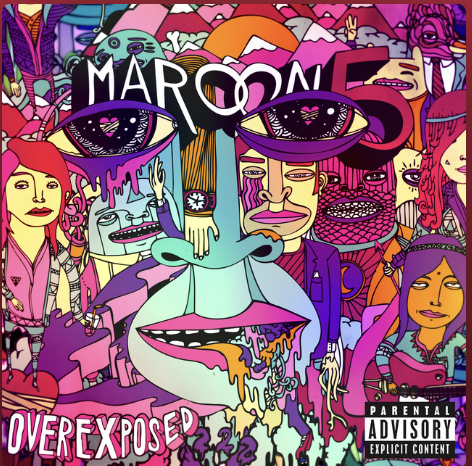 MAROON 5
OVEREXPOSED
PARENTAL
ADVISORY
EXPLICIT CONTENT